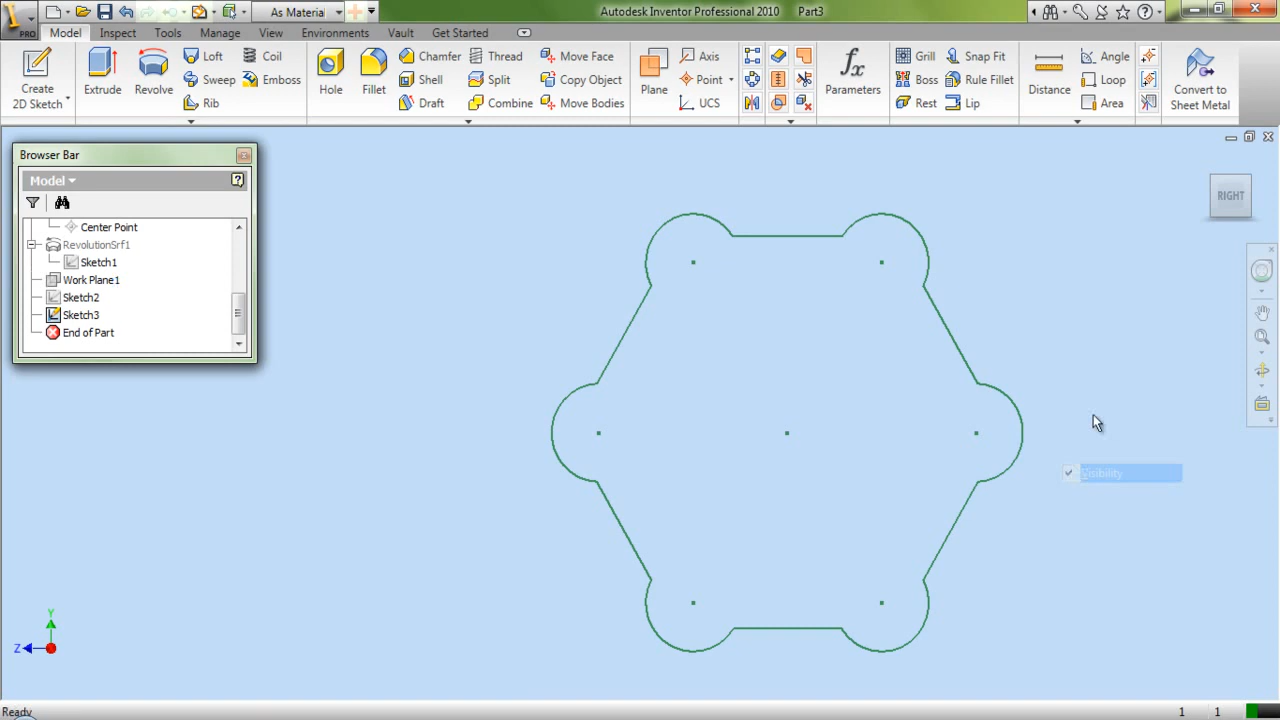 As Material
Autodesk Inventor Professional 2010 Part3
PRO
Model Inspect Tools Manage View Environments Vault Get Started
Create
2D Sketch
Extrude
Revolve
Loft
Sweep
Rib
Coil
Emboss
Hole
Fillet
Chamfer
Shell
Draft
Thread
Split
Combine
Move Face
Copy Object
Move Bodies
Plane
Axis
Point
UCS
fx
Parameters
Grill
Boss
Rest
Snap Fit
Rule Fillet
Lip
Distance
Angle
Loop
Area
Convert to
Sheet Metal
Browser Bar
Model
Center Point
RevolutionSrf1
Sketch1
Work Plane1
Sketch2
Sketch3
End of Part
RIGHT
Visibility
Y
Z
Ready
1 1